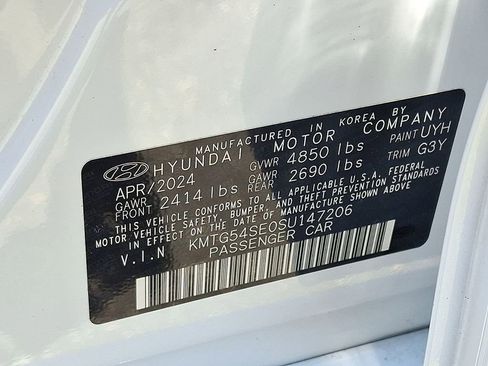 MANUFACTURED IN KOREA BY
HYUNDAI MOTOR COMPANY
APR/2024 GVWR 4850 lbs PAINT UYH
GAWR FRONT 2414 lbs GAWR REAR 2690 lbs TRIM G3Y
THIS VEHICLE CONFORMS TO ALL APPLICABLE U.S.A. FEDERAL
MOTOR VEHICLE SAFETY, BUMPER, AND THEFT PREVENTION STANDARDS
IN EFFECT ON THE DATE OF MANUFACTURE SHOWN ABOVE.
V.I.N KMTG54SE0SU147206
PASSENGER CAR